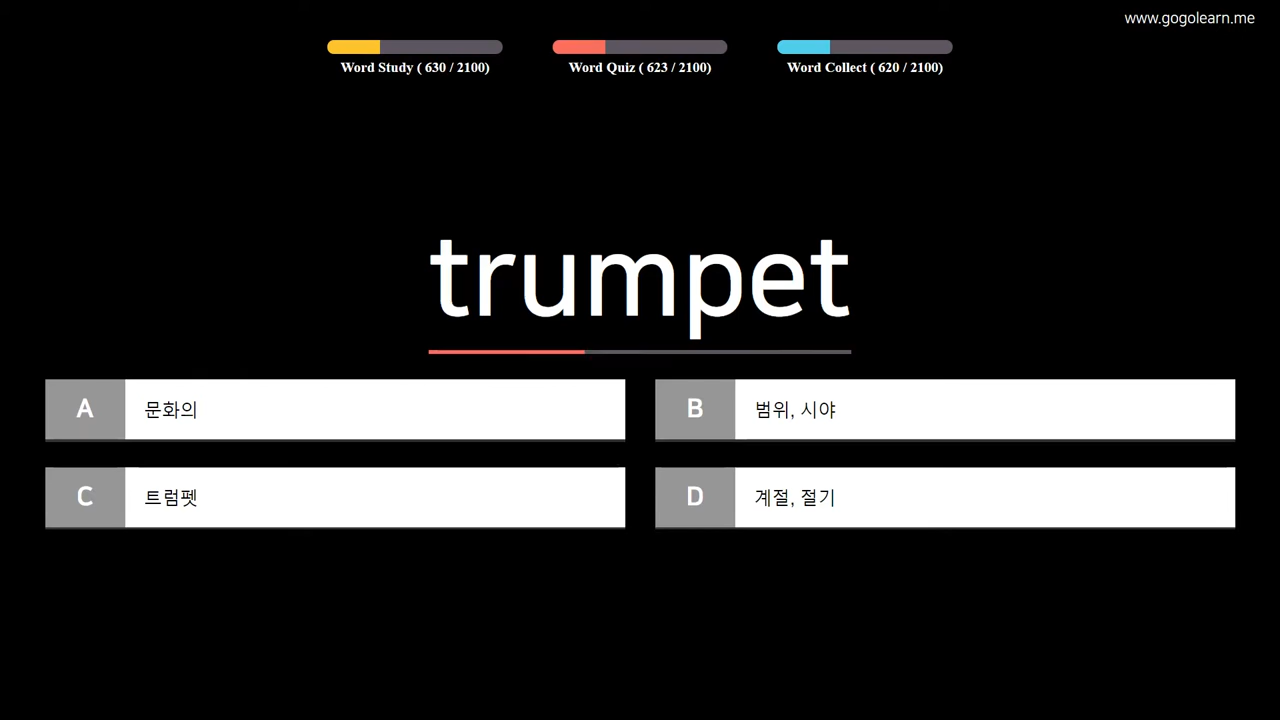 www.gogolearn.me
Word Study ( 630 / 2100)
Word Quiz ( 623 / 2100)
Word Collect ( 620 / 2100)
trumpet
A 문화의
B 범위, 시야
C 트럼펫
D 계절, 절기